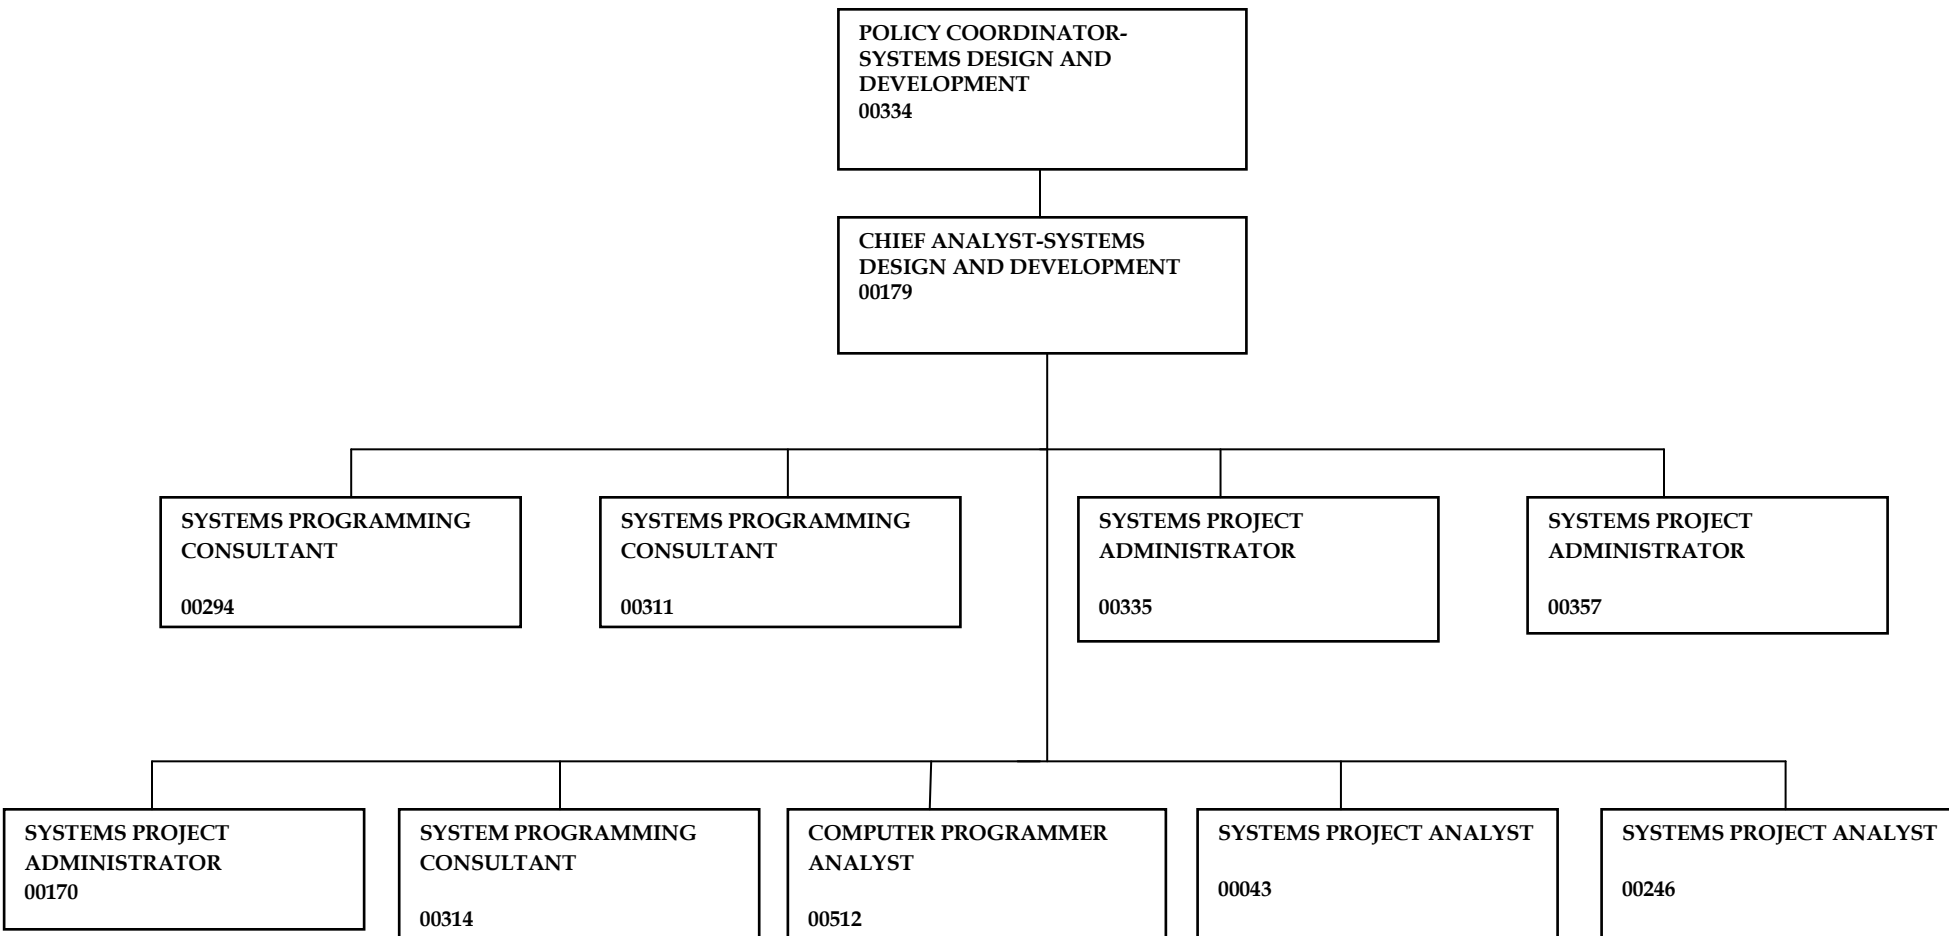 POLICY COORDINATOR-
SYSTEMS DESIGN AND
DEVELOPMENT
00334
CHIEF ANALYST-SYSTEMS
DESIGN AND DEVELOPMENT
00179
SYSTEMS PROGRAMMING
CONSULTANT
00294
SYSTEMS PROGRAMMING
CONSULTANT
00311
SYSTEMS PROJECT
ADMINISTRATOR
00335
SYSTEMS PROJECT
ADMINISTRATOR
00357
SYSTEMS PROJECT
ADMINISTRATOR
00170
SYSTEM PROGRAMMING
CONSULTANT
00314
COMPUTER PROGRAMMER
ANALYST
00512
SYSTEMS PROJECT ANALYST
00043
SYSTEMS PROJECT ANALYST
00246